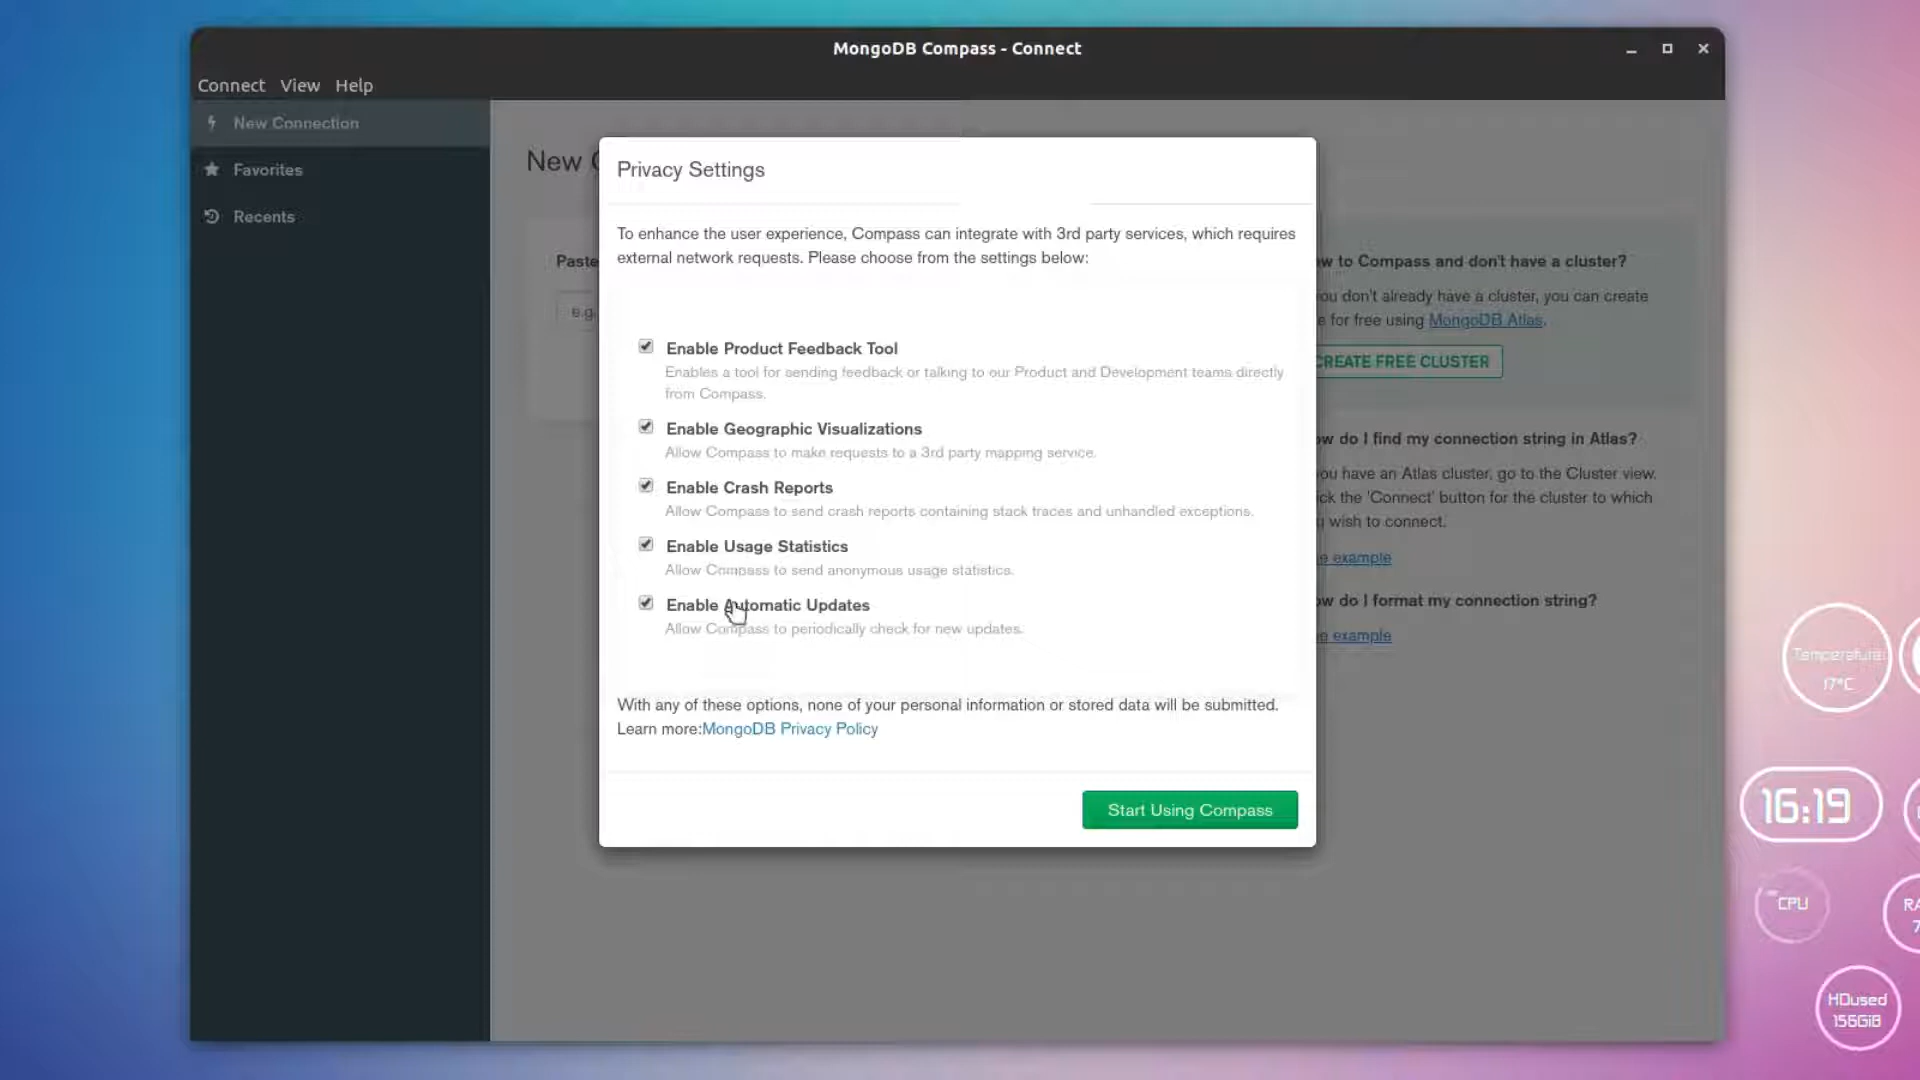 MongoDB Compass - Connect
Connect View Help
New Connection
Favorites
Recents
New
Paste
e.g.
Privacy Settings
To enhance the user experience, Compass can integrate with 3rd party services, which requires
external network requests. Please choose from the settings below:
Enable Product Feedback Tool
Enables a tool for sending feedback or talking to our Product and Development teams directly
from Compass.
Enable Geographic Visualizations
Allow Compass to make requests to a 3rd party mapping service.
Enable Crash Reports
Allow Compass to send crash reports containing stack traces and unhandled exceptions.
Enable Usage Statistics
Allow Compass to send anonymous usage statistics.
Enable Automatic Updates
Allow Compass to periodically check for new updates.
With any of these options, none of your personal information or stored data will be submitted.
Learn more:MongoDB Privacy Policy
Start Using Compass
w to Compass and don't have a cluster?
ou don't already have a cluster, you can create
e for free using MongoDB Atlas.
CREATE FREE CLUSTER
ow do I find my connection string in Atlas?
ou have an Atlas cluster, go to the Cluster view.
ick the 'Connect' button for the cluster to which
u wish to connect.
e example
ow do I format my connection string?
e example
Temperature
17°C
16:19
CPU
RA
7
HDused
156GiB